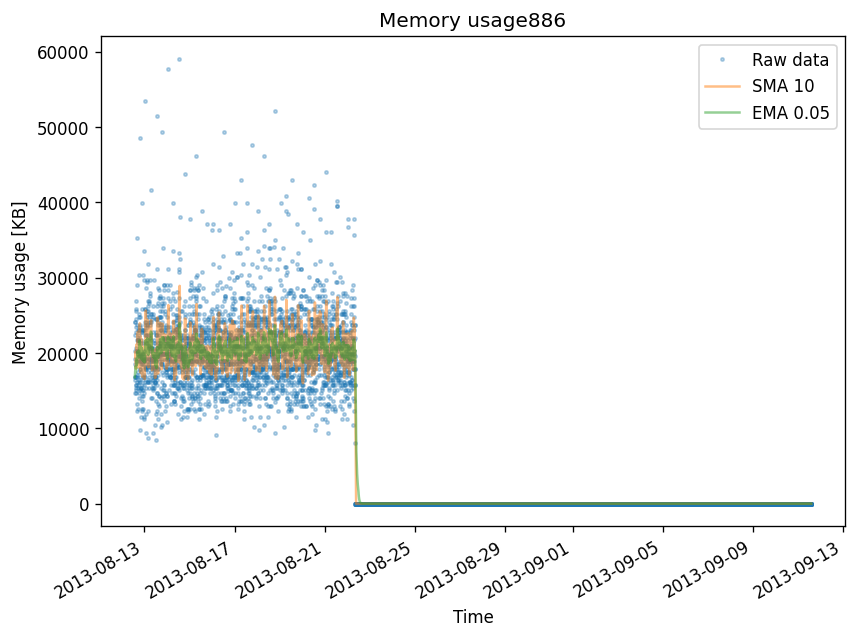 Memory usage886
Memory usage [KB]
60000
50000
40000
30000
20000
10000
0
Raw data
SMA 10
EMA 0.05
2013-08-13
2013-08-17
2013-08-21
2013-08-25
2013-08-29
2013-09-01
2013-09-05
2013-09-09
2013-09-13
Time